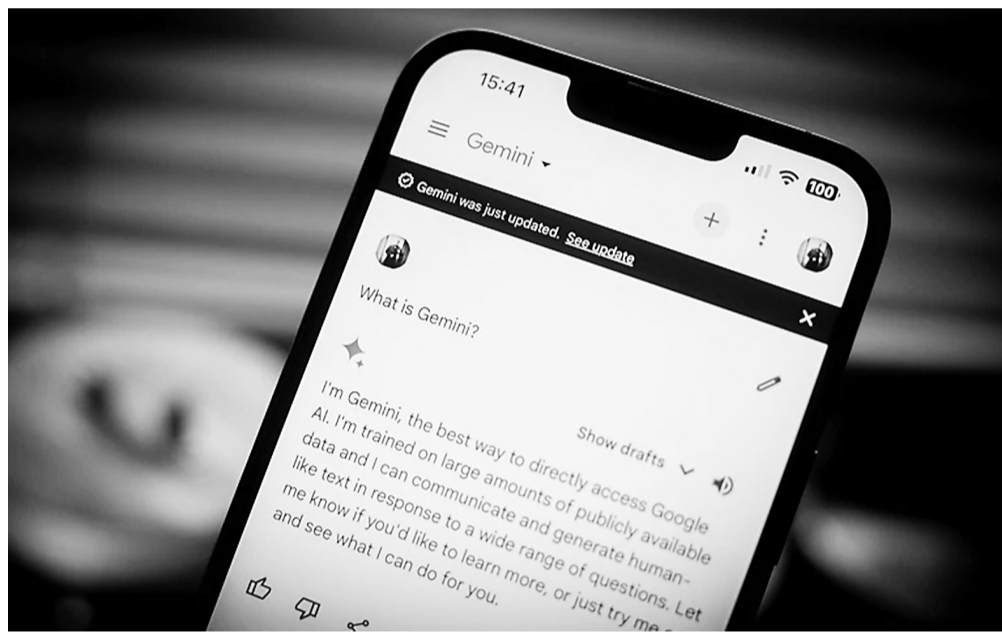 15:41
100
Gemini
Gemini was just updated. See update
What is Gemini?
Show drafts
I'm Gemini, the best way to directly access Google
AI. I'm trained on large amounts of publicly available
data and I can communicate and generate human-
like text in response to a wide range of questions. Let
me know if you'd like to learn more, or just try me
and see what I can do for you.